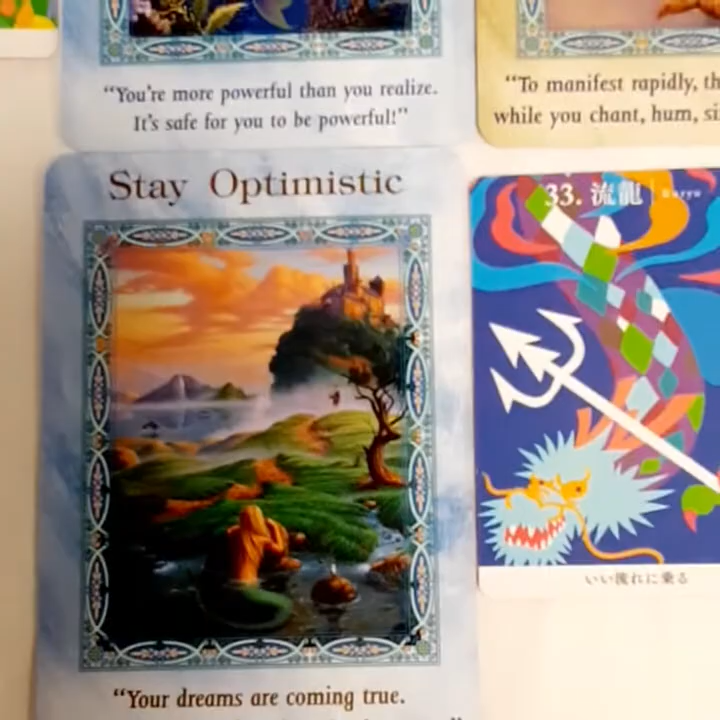 “You're more powerful than you realize.
It's safe for you to be powerful!”
“To manifest rapidly, th
while you chant, hum, si
Stay Optimistic
33. 流龍 | Ryuryu
いい流れに乗る
“Your dreams are coming true.